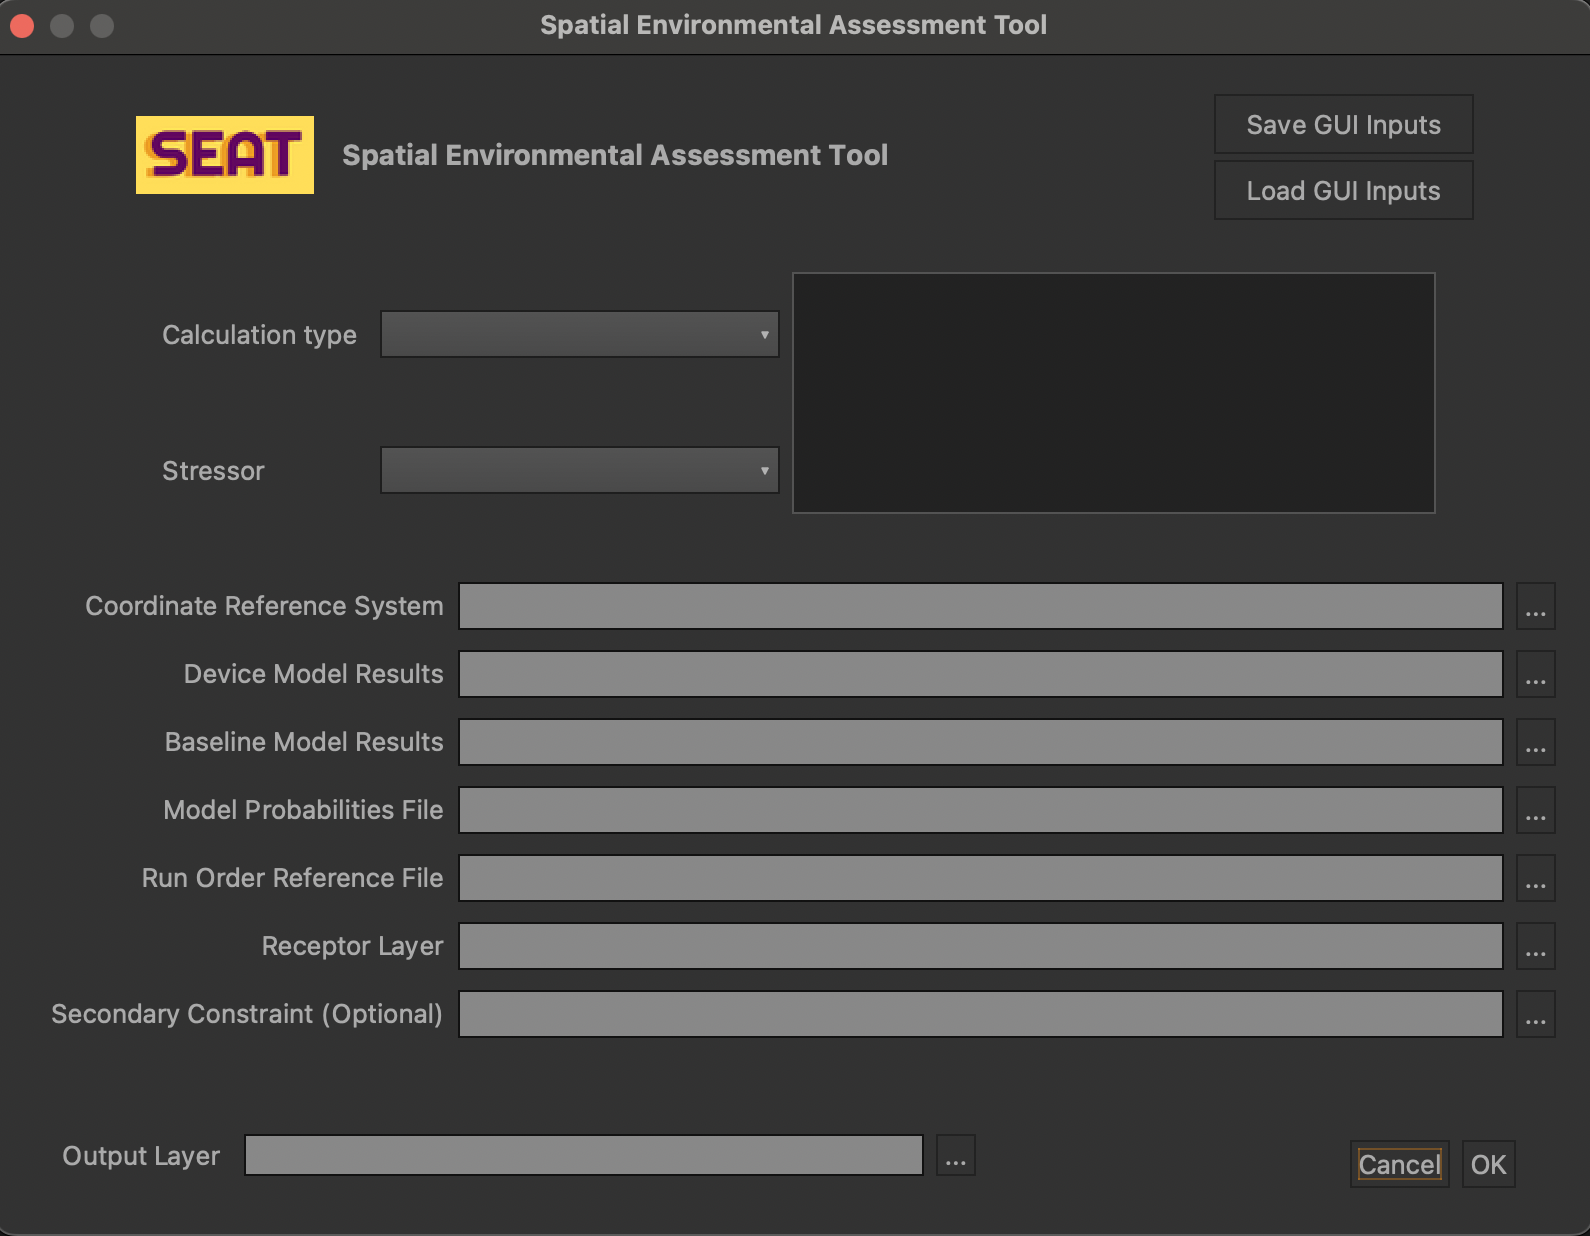 Spatial Environmental Assessment Tool
SEAT
Spatial Environmental Assessment Tool
Save GUI Inputs
Load GUI Inputs
Calculation type
Stressor
Coordinate Reference System
...
Device Model Results
...
Baseline Model Results
...
Model Probabilities File
...
Run Order Reference File
...
Receptor Layer
...
Secondary Constraint (Optional)
...
Output Layer
...
Cancel
OK